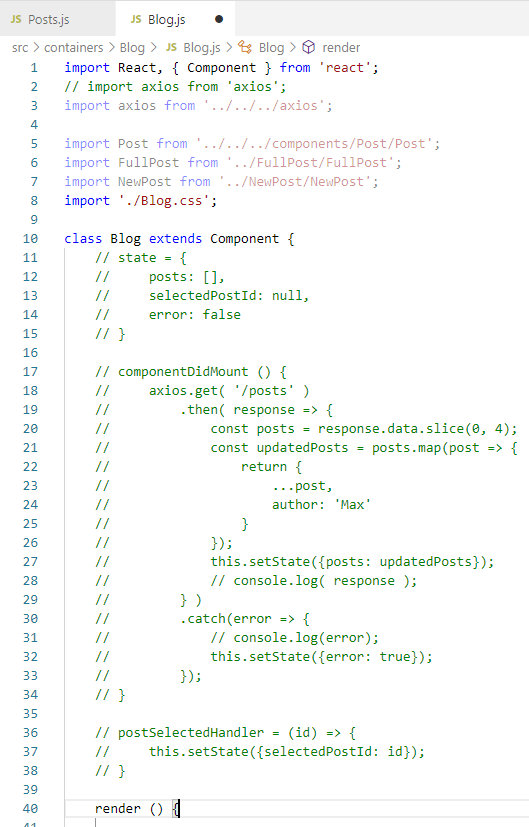 JS Posts.js JS Blog.js
src > containers > Blog > JS Blog.js > Blog > render
1 import React, { Component } from 'react';
2 // import axios from 'axios';
3 import axios from '../../../axios';
4
5 import Post from '../../../components/Post/Post';
6 import FullPost from '../FullPost/FullPost';
7 import NewPost from '../NewPost/NewPost';
8 import './Blog.css';
9
10 class Blog extends Component {
11     // state = {
12     //     posts: [],
13     //     selectedPostId: null,
14     //     error: false
15     // }
16
17     // componentDidMount () {
18     //     axios.get( '/posts' )
19     //         .then( response => {
20     //             const posts = response.data.slice(0, 4);
21     //             const updatedPosts = posts.map(post => {
22     //                 return {
23     //                     ...post,
24     //                     author: 'Max'
25     //                 }
26     //             });
27     //             this.setState({posts: updatedPosts});
28     //             // console.log( response );
29     //         } )
30     //         .catch(error => {
31     //             // console.log(error);
32     //             this.setState({error: true});
33     //         });
34     // }
35
36     // postSelectedHandler = (id) => {
37     //     this.setState({selectedPostId: id});
38     // }
39
40     render () {
41